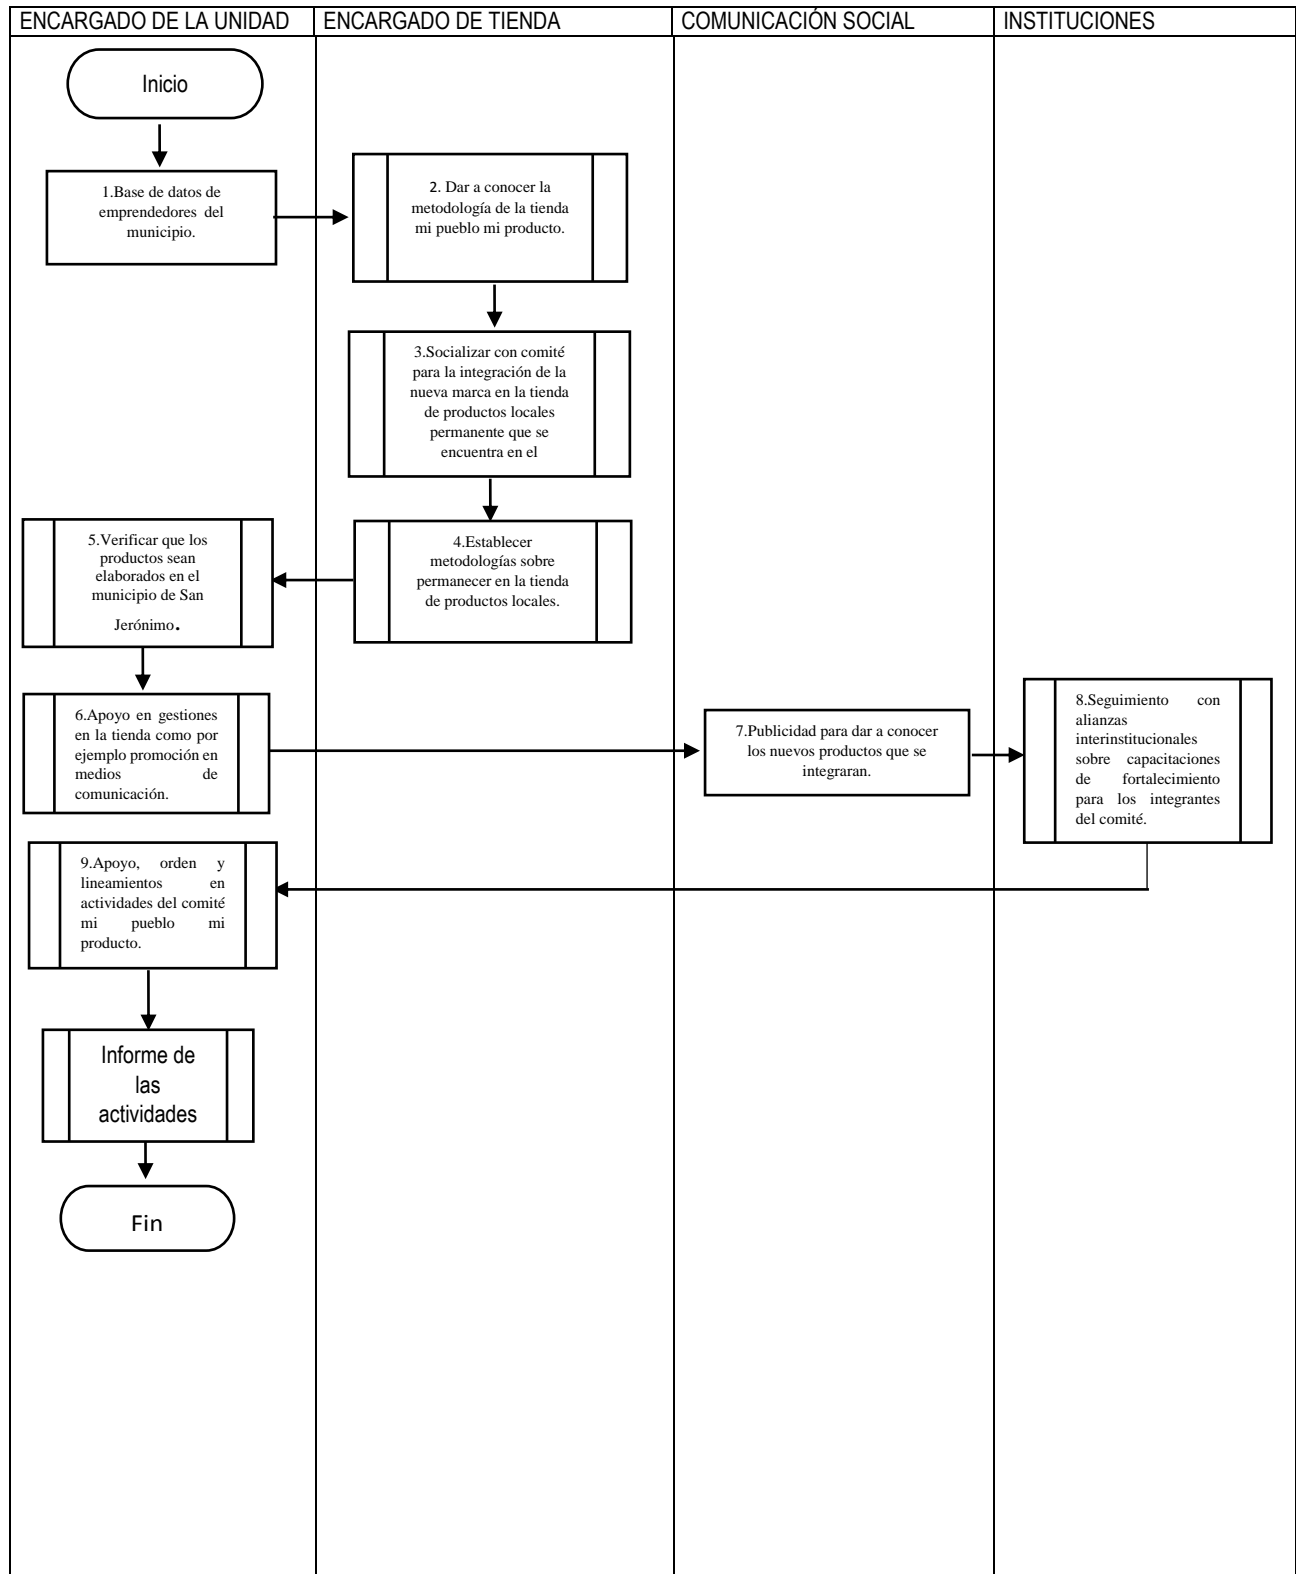 ENCARGADO DE LA UNIDAD
ENCARGADO DE TIENDA
COMUNICACIÓN SOCIAL
INSTITUCIONES
Inicio
1.Base de datos de
emprendedores del
municipio.
2. Dar a conocer la
metodología de la tienda
mi pueblo mi producto.
3.Socializar con comité
para la integración de la
nueva marca en la tienda
de productos locales
permanente que se
encuentra en el
4.Establecer
metodologías sobre
permanecer en la tienda
de productos locales.
5.Verificar que los
productos sean
elaborados en el
municipio de San
Jerónimo.
6.Apoyo en gestiones
en la tienda como por
ejemplo promoción en
medios de
comunicación.
7.Publicidad para dar a conocer
los nuevos productos que se
integraran.
8.Seguimiento con
alianzas
interinstitucionales
sobre capacitaciones
de fortalecimiento
para los integrantes
del comité.
9.Apoyo, orden y
lineamientos en
actividades del comité
mi pueblo mi
producto.
Informe de
las
actividades
Fin